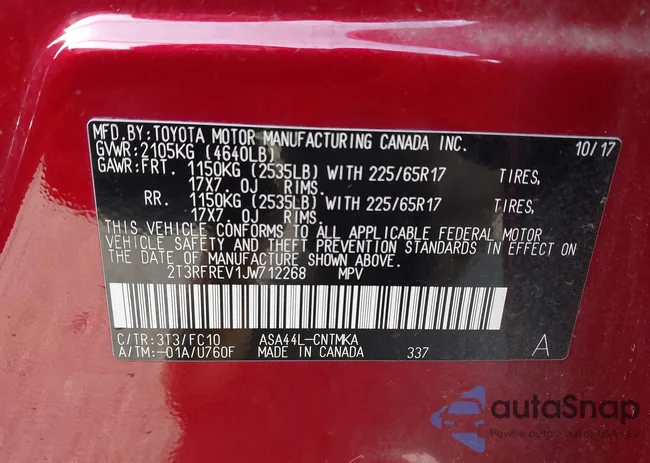 MFD.BY:TOYOTA MOTOR MANUFACTURING CANADA INC. 10/17
GVWR:2105KG (4640LB)
GAWR:FRT. 1150KG (2535LB) WITH 225/65R17 TIRES,
17X7.0J RIMS.
RR. 1150KG (2535LB) WITH 225/65R17 TIRES,
17X7.0J RIMS.
THIS VEHICLE CONFORMS TO ALL APPLICABLE FEDERAL MOTOR
VEHICLE SAFETY AND THEFT PREVENTION STANDARDS IN EFFECT ON
THE DATE OF MANUFACTURE SHOWN ABOVE.
2T3RFREV1JW712268 MPV
C/TR:3T3/FC10 ASA44L-CNTMKA
A/TM:-01A/U760F MADE IN CANADA 337 A
autoSnap